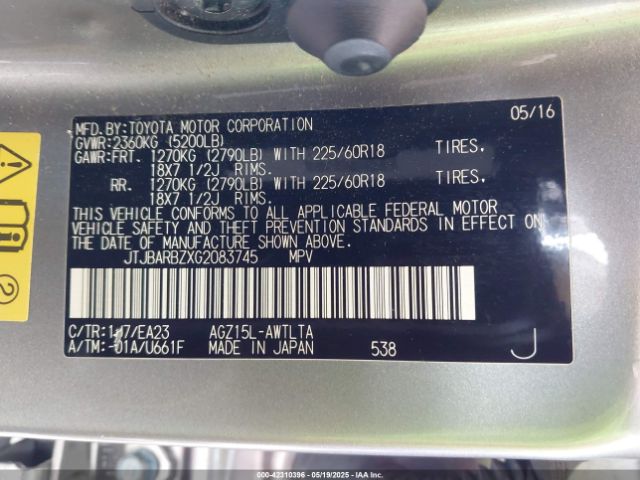 MFD.BY:TOYOTA MOTOR CORPORATION 05/16
GVWR:2360KG (5200LB)
GAWR:FRT. 1270KG (2790LB) WITH 225/60R18 TIRES,
18X7 1/2J RIMS.
RR. 1270KG (2790LB) WITH 225/60R18 TIRES,
18X7 1/2J RIMS.
THIS VEHICLE CONFORMS TO ALL APPLICABLE FEDERAL MOTOR
VEHICLE SAFETY AND THEFT PREVENTION STANDARDS IN EFFECT ON
THE DATE OF MANUFACTURE SHOWN ABOVE.
JTJBARBZXG2083745 MPV
C/TR:1J7/EA23 AGZ15L-AWTLTA
A/TM:-01A/U661F MADE IN JAPAN 538 J
2
000-42310396 - 05/19/2025 - IAAI.COM